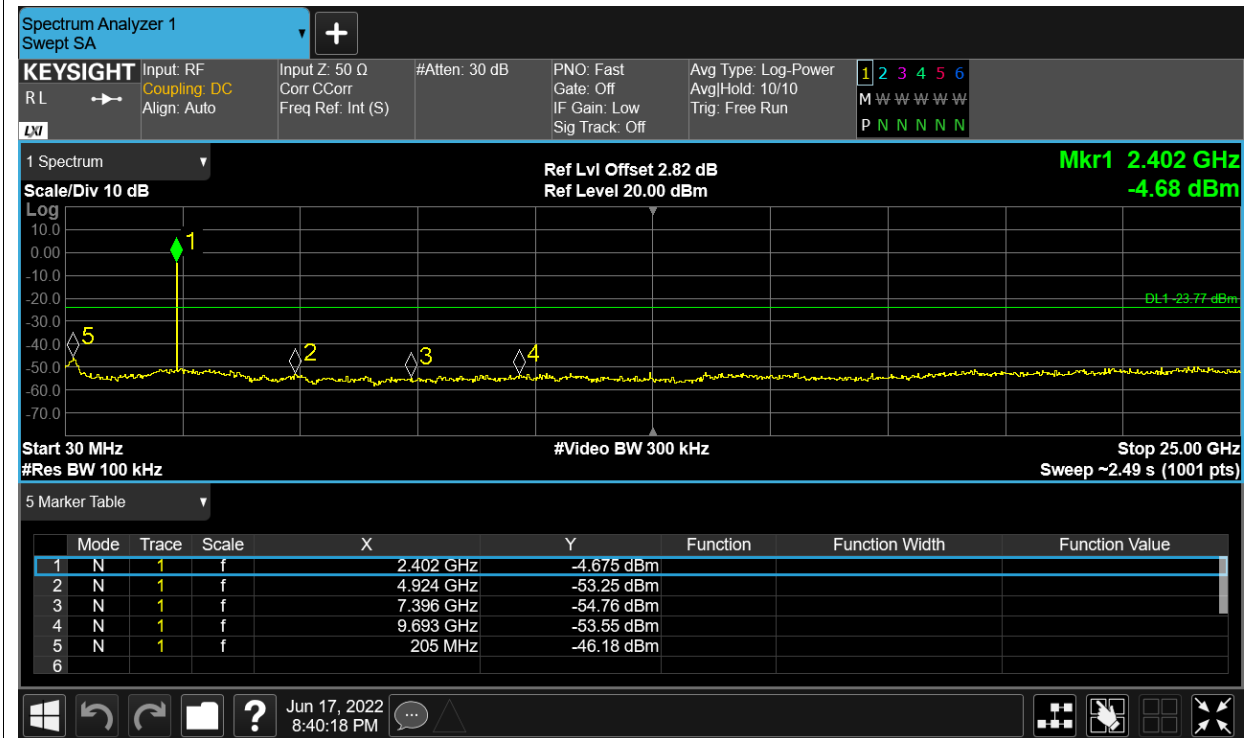 Spectrum Analyzer 1
Swept SA
KEYSIGHT
R L
LXI
Input: RF
Coupling: DC
Align: Auto
Input Z: 50 Ω
Corr CCorr
Freq Ref: Int (S)
#Atten: 30 dB
PNO: Fast
Gate: Off
IF Gain: Low
Sig Track: Off
Avg Type: Log-Power
Avg|Hold: 10/10
Trig: Free Run
1 2 3 4 5 6
M W W W W W
P N N N N N
1 Spectrum
Scale/Div 10 dB
Ref Lvl Offset 2.82 dB
Ref Level 20.00 dBm
Mkr1 2.402 GHz
-4.68 dBm
Log
10.0
0.00
-10.0
-20.0
-30.0
-40.0
-50.0
-60.0
-70.0
1
DL1 -23.77 dBm
5
2
3
4
Start 30 MHz
#Res BW 100 kHz
#Video BW 300 kHz
Stop 25.00 GHz
Sweep ~2.49 s (1001 pts)
5 Marker Table
Mode Trace Scale X Y Function Function Width Function Value
1 N 1 f 2.402 GHz -4.675 dBm
2 N 1 f 4.924 GHz -53.25 dBm
3 N 1 f 7.396 GHz -54.76 dBm
4 N 1 f 9.693 GHz -53.55 dBm
5 N 1 f 205 MHz -46.18 dBm
6
?
Jun 17, 2022
8:40:18 PM